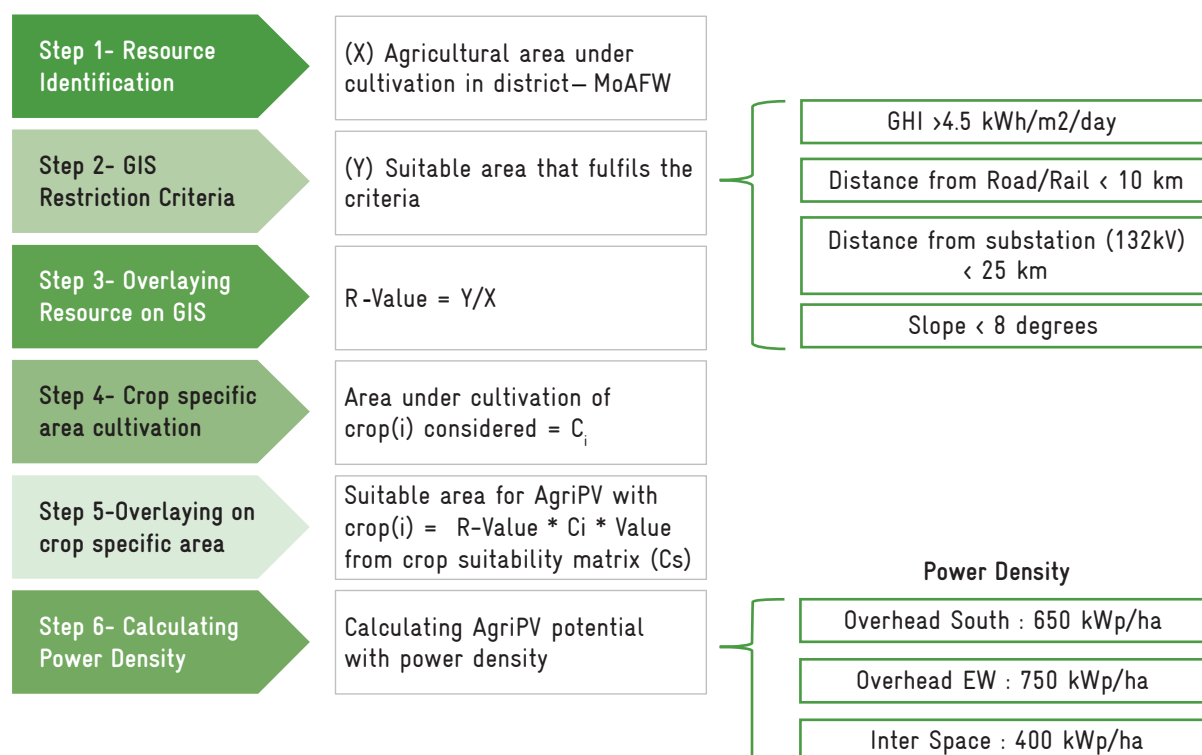 Step 1- Resource
Identification
(X) Agricultural area under
cultivation in district– MoAFW
Step 2- GIS
Restriction Criteria
(Y) Suitable area that fulfils the
criteria
GHI >4.5 kWh/m2/day
Distance from Road/Rail < 10 km
Distance from substation (132kV)
< 25 km
Slope < 8 degrees
Step 3- Overlaying
Resource on GIS
R-Value = Y/X
Step 4- Crop specific
area cultivation
Area under cultivation of
crop(i) considered = Ci
Step 5-Overlaying on
crop specific area
Suitable area for AgriPV with
crop(i) = R-Value * Ci * Value
from crop suitability matrix (Cs)
Step 6- Calculating
Power Density
Calculating AgriPV potential
with power density
Power Density
Overhead South : 650 kWp/ha
Overhead EW : 750 kWp/ha
Inter Space : 400 kWp/ha